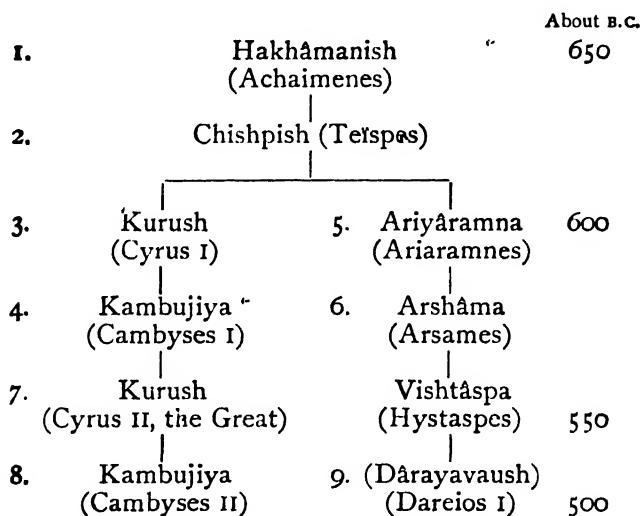 About B.C.
1. Hakhâmanish 650
(Achaimenes)
2. Chishpish (Teïspes)
3. Kurush 5. Ariyâramna 600
(Cyrus I) (Ariaramnes)
4. Kambujiya 6. Arshâma
(Cambyses I) (Arsames)
7. Kurush Vishtâspa
(Cyrus II, the Great) (Hystaspes) 550
8. Kambujiya 9. (Dârayavaush)
(Cambyses II) (Dareios I) 500